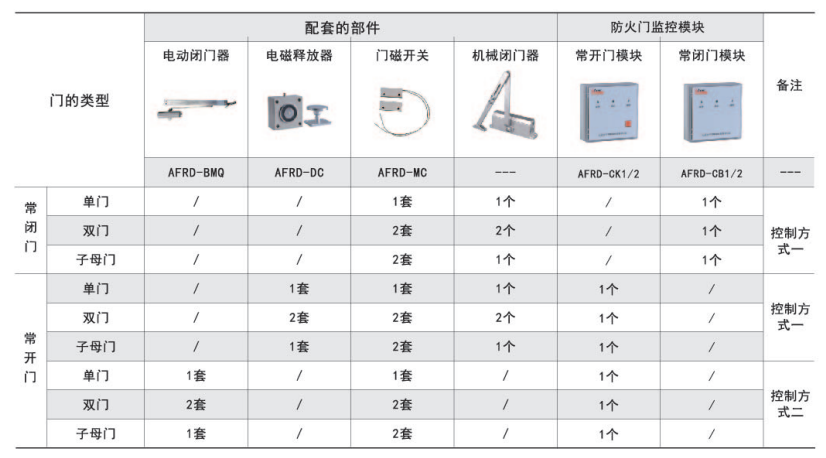 门的类型 配套的部件 防火门监控模块 备注
电动闭门器 电磁释放器 门磁开关 机械闭门器 常开门模块 常闭门模块
AFRD-BMQ AFRD-DC AFRD-MC --- AFRD-CK1/2 AFRD-CB1/2 ---
常闭门 单门 / / 1套 1个 / 1个 控制方式一
双门 / / 2套 2个 / 1个
子母门 / / 2套 1个 / 1个
常开门 单门 / 1套 1套 1个 1个 / 控制方式一
双门 / 2套 2套 2个 1个 /
子母门 / 1套 2套 1个 1个 /
单门 1套 / 1套 / 1个 / 控制方式二
双门 2套 / 2套 / 1个 /
子母门 1套 / 2套 / 1个 /